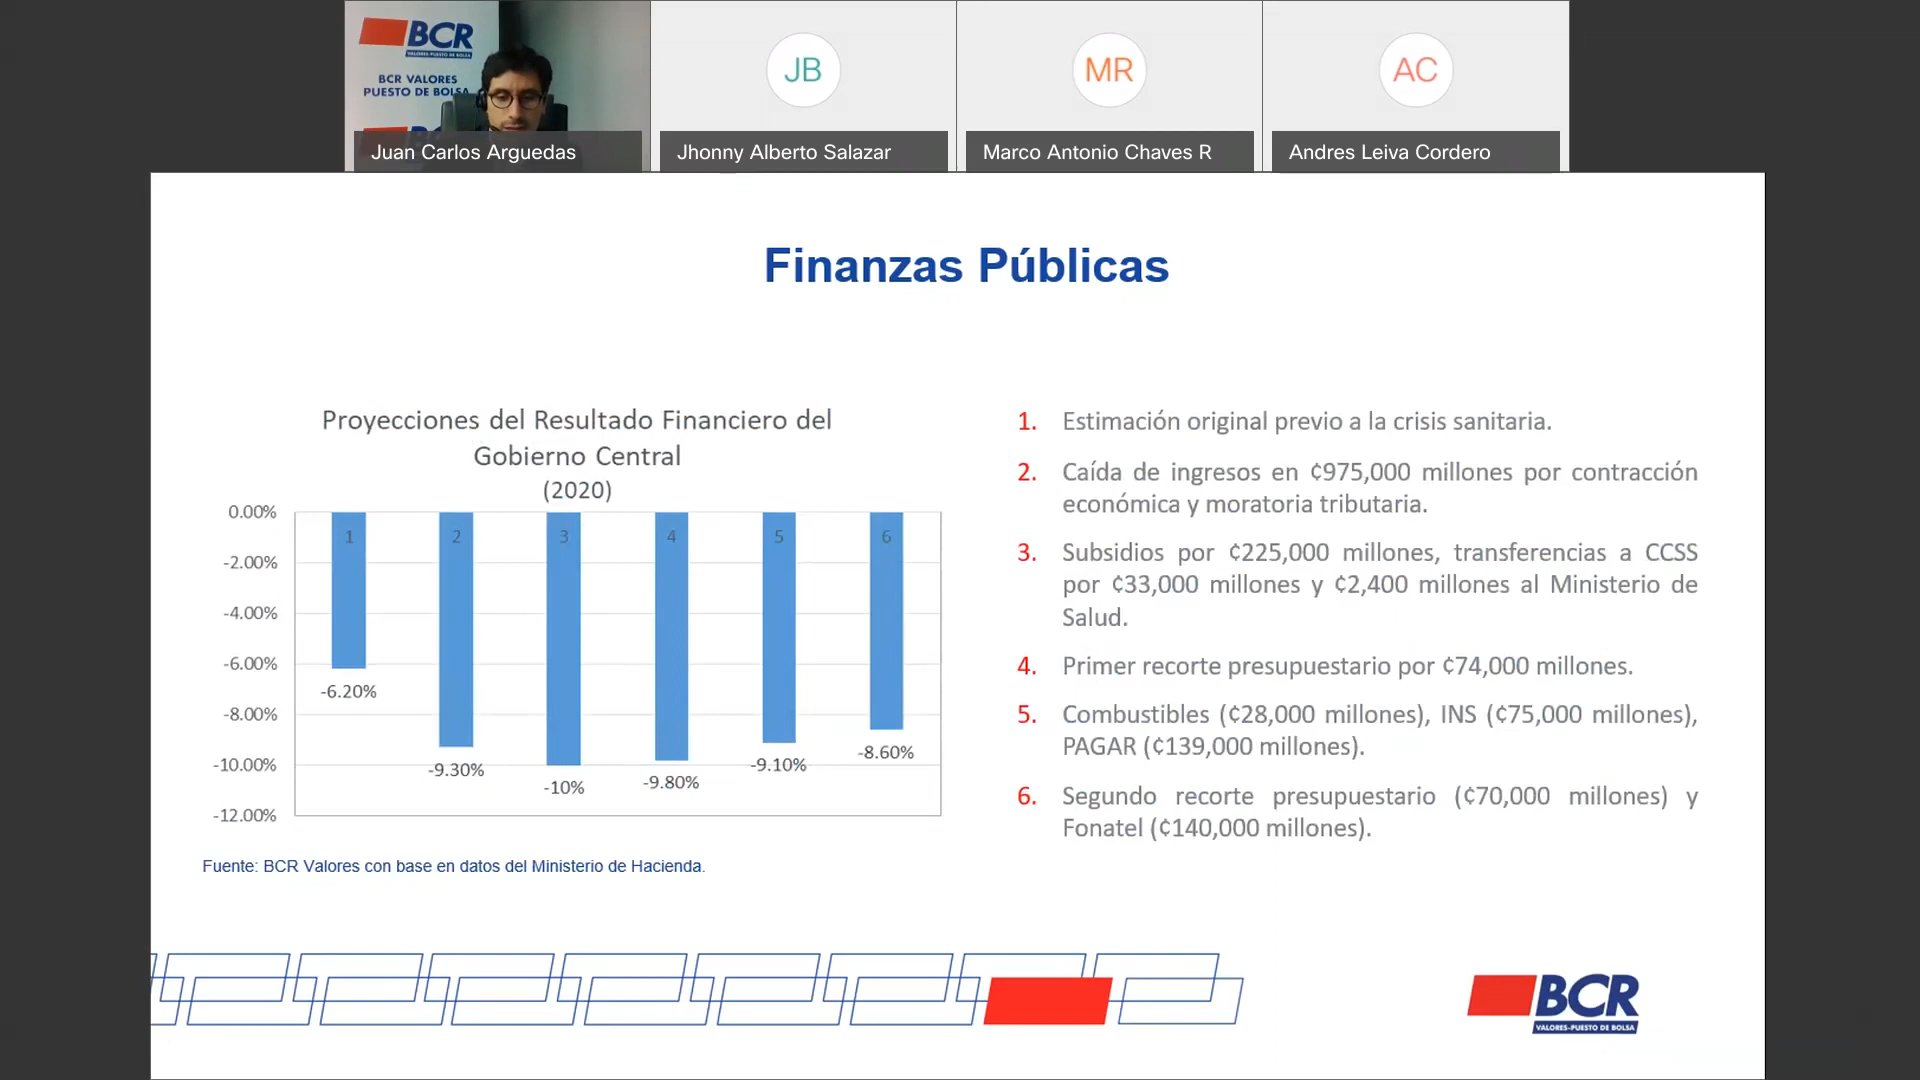 BCR
VALORES-PUESTO DE BOLSA
BCR VALORES
PUESTO DE BOLSA
Juan Carlos Arguedas
JB
Jhonny Alberto Salazar
MR
Marco Antonio Chaves R
AC
Andres Leiva Cordero
Finanzas Públicas
Proyecciones del Resultado Financiero del
Gobierno Central
(2020)
0.00%
-2.00%
-4.00%
-6.00%
-8.00%
-10.00%
-12.00%
1
2
3
4
5
6
-6.20%
-9.30%
-10%
-9.80%
-9.10%
-8.60%
Fuente: BCR Valores con base en datos del Ministerio de Hacienda.
1. Estimación original previo a la crisis sanitaria.
2. Caída de ingresos en ¢975,000 millones por contracción
económica y moratoria tributaria.
3. Subsidios por ¢225,000 millones, transferencias a CCSS
por ¢33,000 millones y ¢2,400 millones al Ministerio de
Salud.
4. Primer recorte presupuestario por ¢74,000 millones.
5. Combustibles (¢28,000 millones), INS (¢75,000 millones),
PAGAR (¢139,000 millones).
6. Segundo recorte presupuestario (¢70,000 millones) y
Fonatel (¢140,000 millones).
BCR
VALORES-PUESTO DE BOLSA